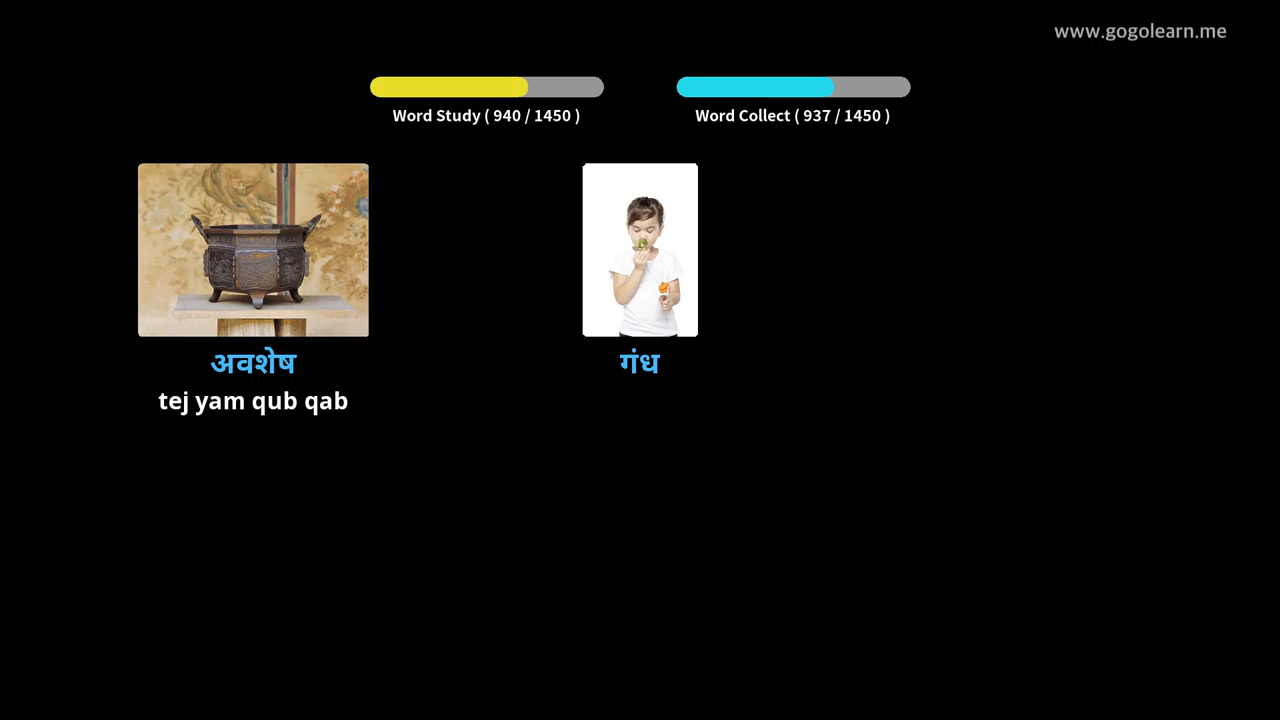 www.gogolearn.me
Word Study ( 940 / 1450 )
Word Collect ( 937 / 1450 )
अवशेष
गंध
tej yam qub qab